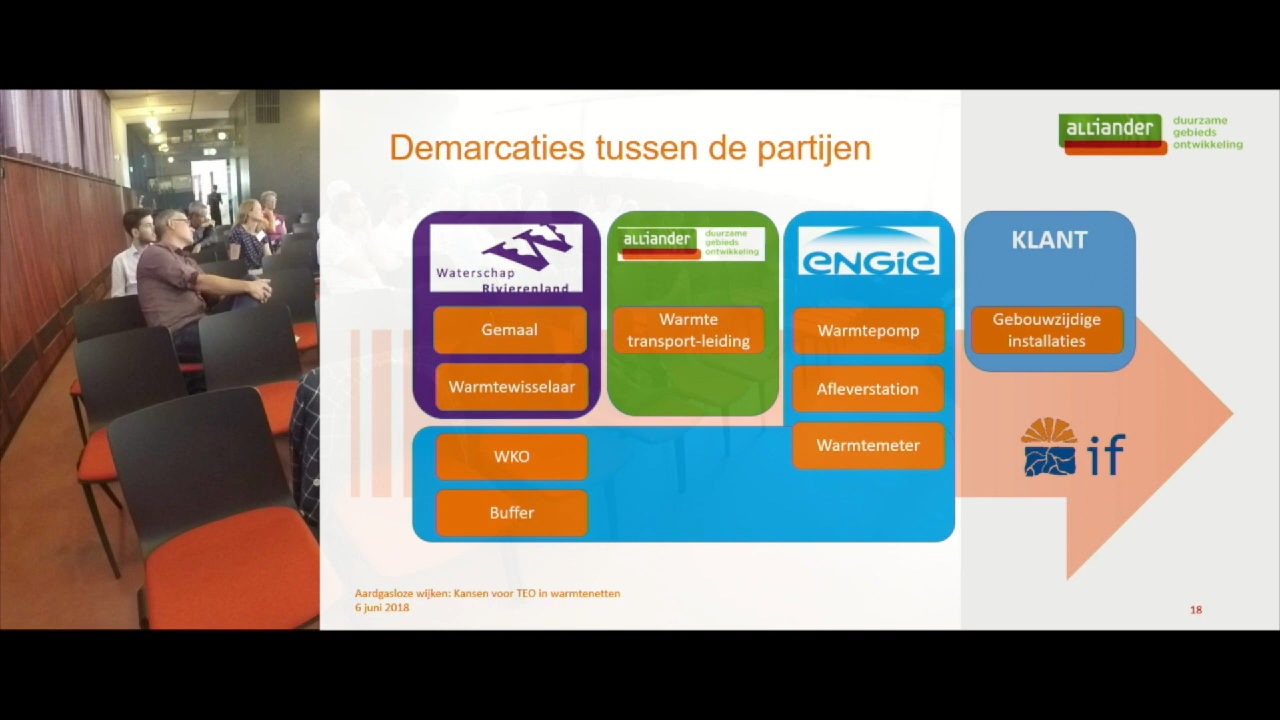 Demarcaties tussen de partijen
alliander
duurzame
gebieds
ontwikkeling
Waterschap
Rivierenland
Gemaal
Warmtewisselaar
WKO
Buffer
alliander
duurzame
gebieds
ontwikkeling
Warmte
transport-leiding
ENGIE
Warmtepomp
Afleverstation
Warmtemeter
KLANT
Gebouwzijdige
installaties
if
Aardgasloze wijken: Kansen voor TEO in warmtenetten
6 juni 2018
18